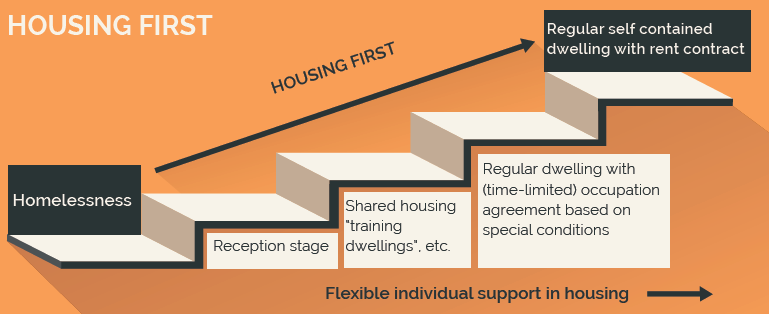 HOUSING FIRST
Regular self contained
dwelling with rent contract
HOUSING FIRST
Homelessness
Reception stage
Shared housing
"training
dwellings", etc.
Regular dwelling with
(time-limited) occupation
agreement based on
special conditions
Flexible individual support in housing